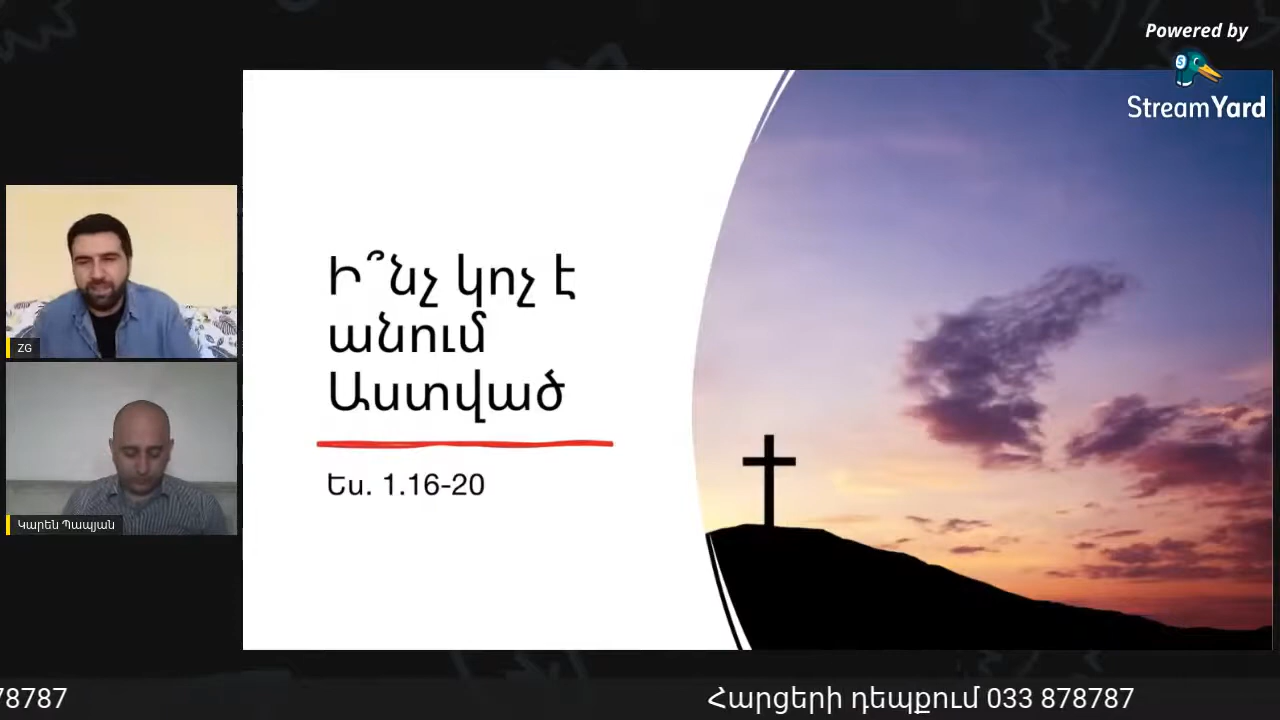 Powered by
StreamYard
Ի՞նչ կոչ է
անում
Աստված
Ես. 1.16-20
ZG
Կարեն Պապյան
78787
Հարցերի դեպքում 033 878787